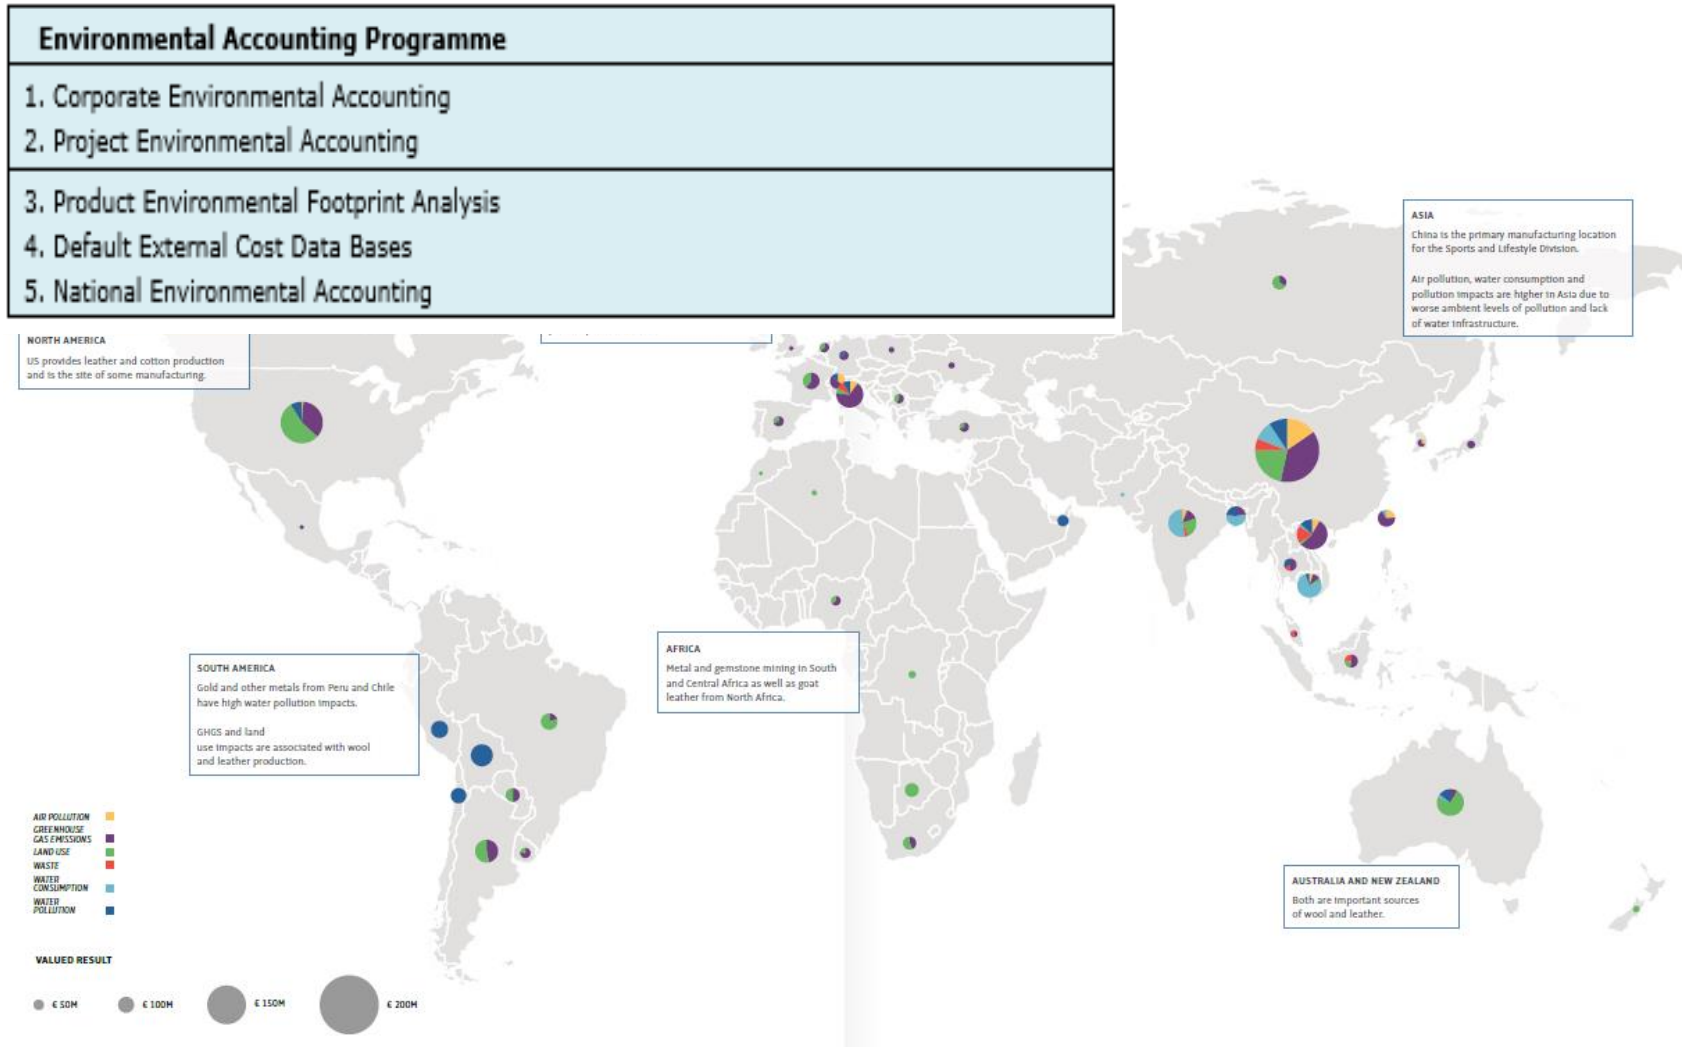 Environmental Accounting Programme
1. Corporate Environmental Accounting
2. Project Environmental Accounting
3. Product Environmental Footprint Analysis
4. Default External Cost Data Bases
5. National Environmental Accounting
ASIA
China is the primary manufacturing location
for the Sports and Lifestyle Division.
Air pollution, water consumption and
pollution impacts are higher in Asia due to
worse ambient levels of pollution and lack
of water infrastructure.
NORTH AMERICA
US provides leather and cotton production
and is the site of some manufacturing.
SOUTH AMERICA
Gold and other metals from Peru and Chile
have high water pollution impacts.
GHGS and land
use impacts are associated with wool
and leather production.
AFRICA
Metal and gemstone mining in South
and Central Africa as well as goat
leather from North Africa.
AUSTRALIA AND NEW ZEALAND
Both are important sources
of wool and leather.
AIR POLLUTION
GREENHOUSE
GAS EMISSIONS
LAND USE
WASTE
WATER
CONSUMPTION
WATER
POLLUTION
VALUED RESULT
€ 50M
€ 100M
€ 150M
€ 200M